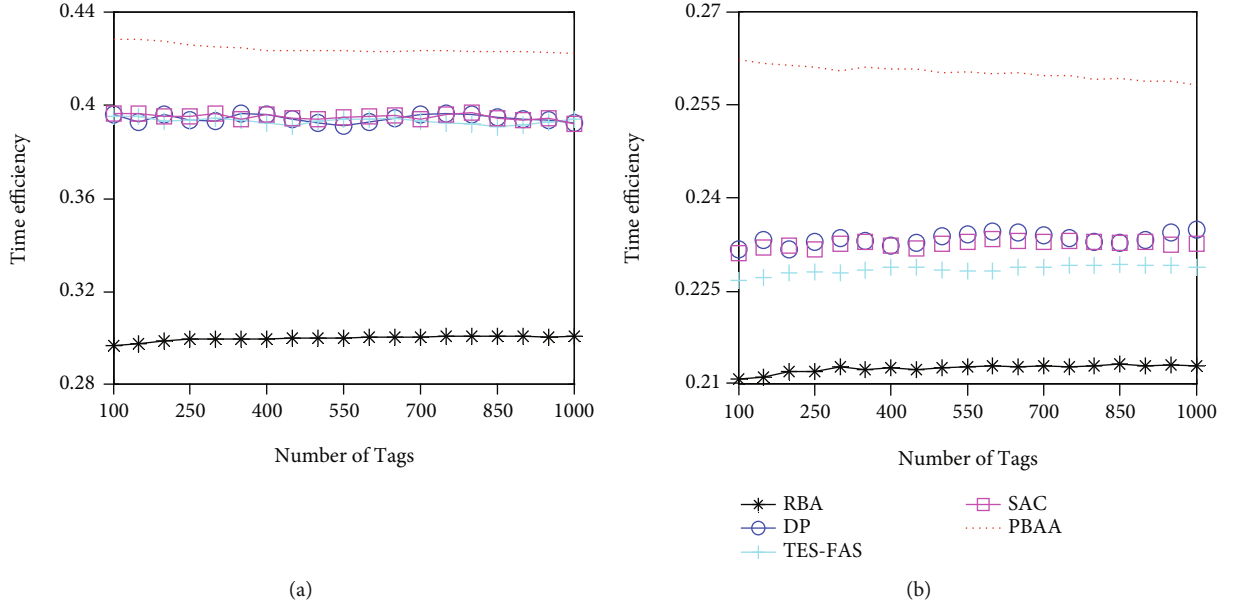 0.44
0.4
0.36
0.32
0.28
Time efficiency
100 250 400 550 700 850 1000
Number of Tags
(a)
0.27
0.255
0.24
0.225
0.21
Time efficiency
100 250 400 550 700 850 1000
Number of Tags
RBA
DP
TES-FAS
SAC
PBAA
(b)